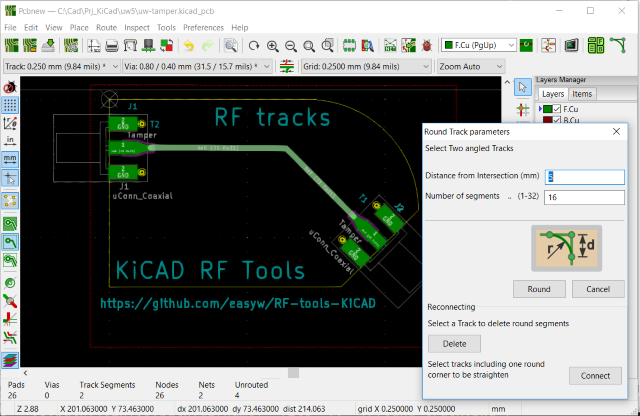 Pcbnew — C:\Cad\Prj_KiCad\uw5\uw-tamper.kicad_pcb
File Edit View Place Route Inspect Tools Preferences Help
F.Cu (PgUp)
Track: 0.250 mm (9.84 mils) *
Via: 0.80 / 0.40 mm (31.5 / 15.7 mils) *
Grid: 0.2500 mm (9.84 mils)
Zoom Auto
Layers Manager
Layers Items
F.Cu
B.Cu
in
mm
J1
T2
2
GND
Tamper
2
GND
J1
uConn_Coaxial
RF tracks
T1
J2
2
Tamper
2
uConn_Coaxial
KiCAD RF Tools
https://github.com/easyw/RF-tools-KICAD
Round Track parameters
Select Two angled Tracks
Distance from Intersection (mm)
5
Number of segments .. (1-32)
16
r
d
Round
Cancel
Reconnecting
Select a Track to delete round segments
Delete
Select tracks including one round
corner to be straighten
Connect
Pads Vias Track Segments Nodes Nets Unrouted
26 0 2 26 2 4
Z 2.88 X 201.063000 Y 73.463000 dx 201.063000 dy 73.463000 dist 214.063 grid X 0.250000 Y 0.250000 mm